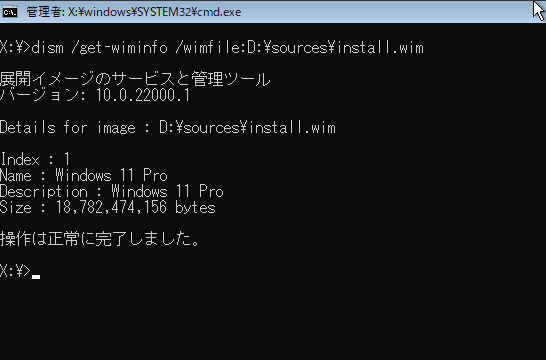 管理者: X:¥windows¥SYSTEM32¥cmd.exe
X:¥>dism /get-wiminfo /wimfile:D:¥sources¥install.wim
展開イメージのサービスと管理ツール
バージョン: 10.0.22000.1
Details for image : D:¥sources¥install.wim
Index : 1
Name : Windows 11 Pro
Description : Windows 11 Pro
Size : 18,782,474,156 bytes
操作は正常に完了しました。
X:¥>